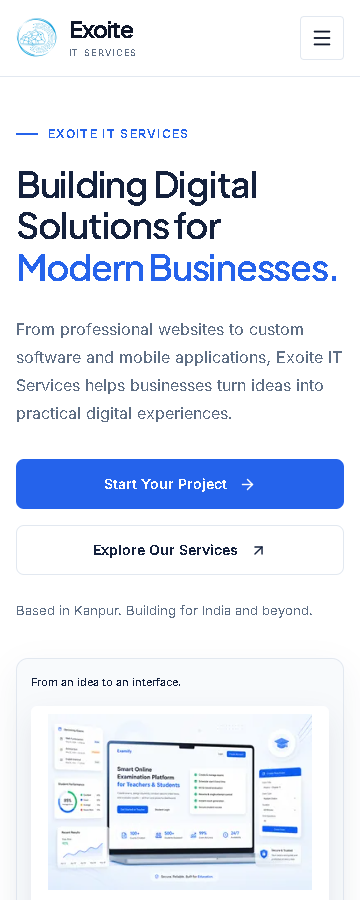 Exoite
IT SERVICES
EXOITE IT SERVICES
Building Digital
Solutions for
Modern Businesses.
From professional websites to custom
software and mobile applications, Exoite IT
Services helps businesses turn ideas into
practical digital experiences.
Start Your Project
Explore Our Services
Based in Kanpur. Building for India and beyond.
From an idea to an interface.
Smart Online
Examination Platform
for Teachers & Students